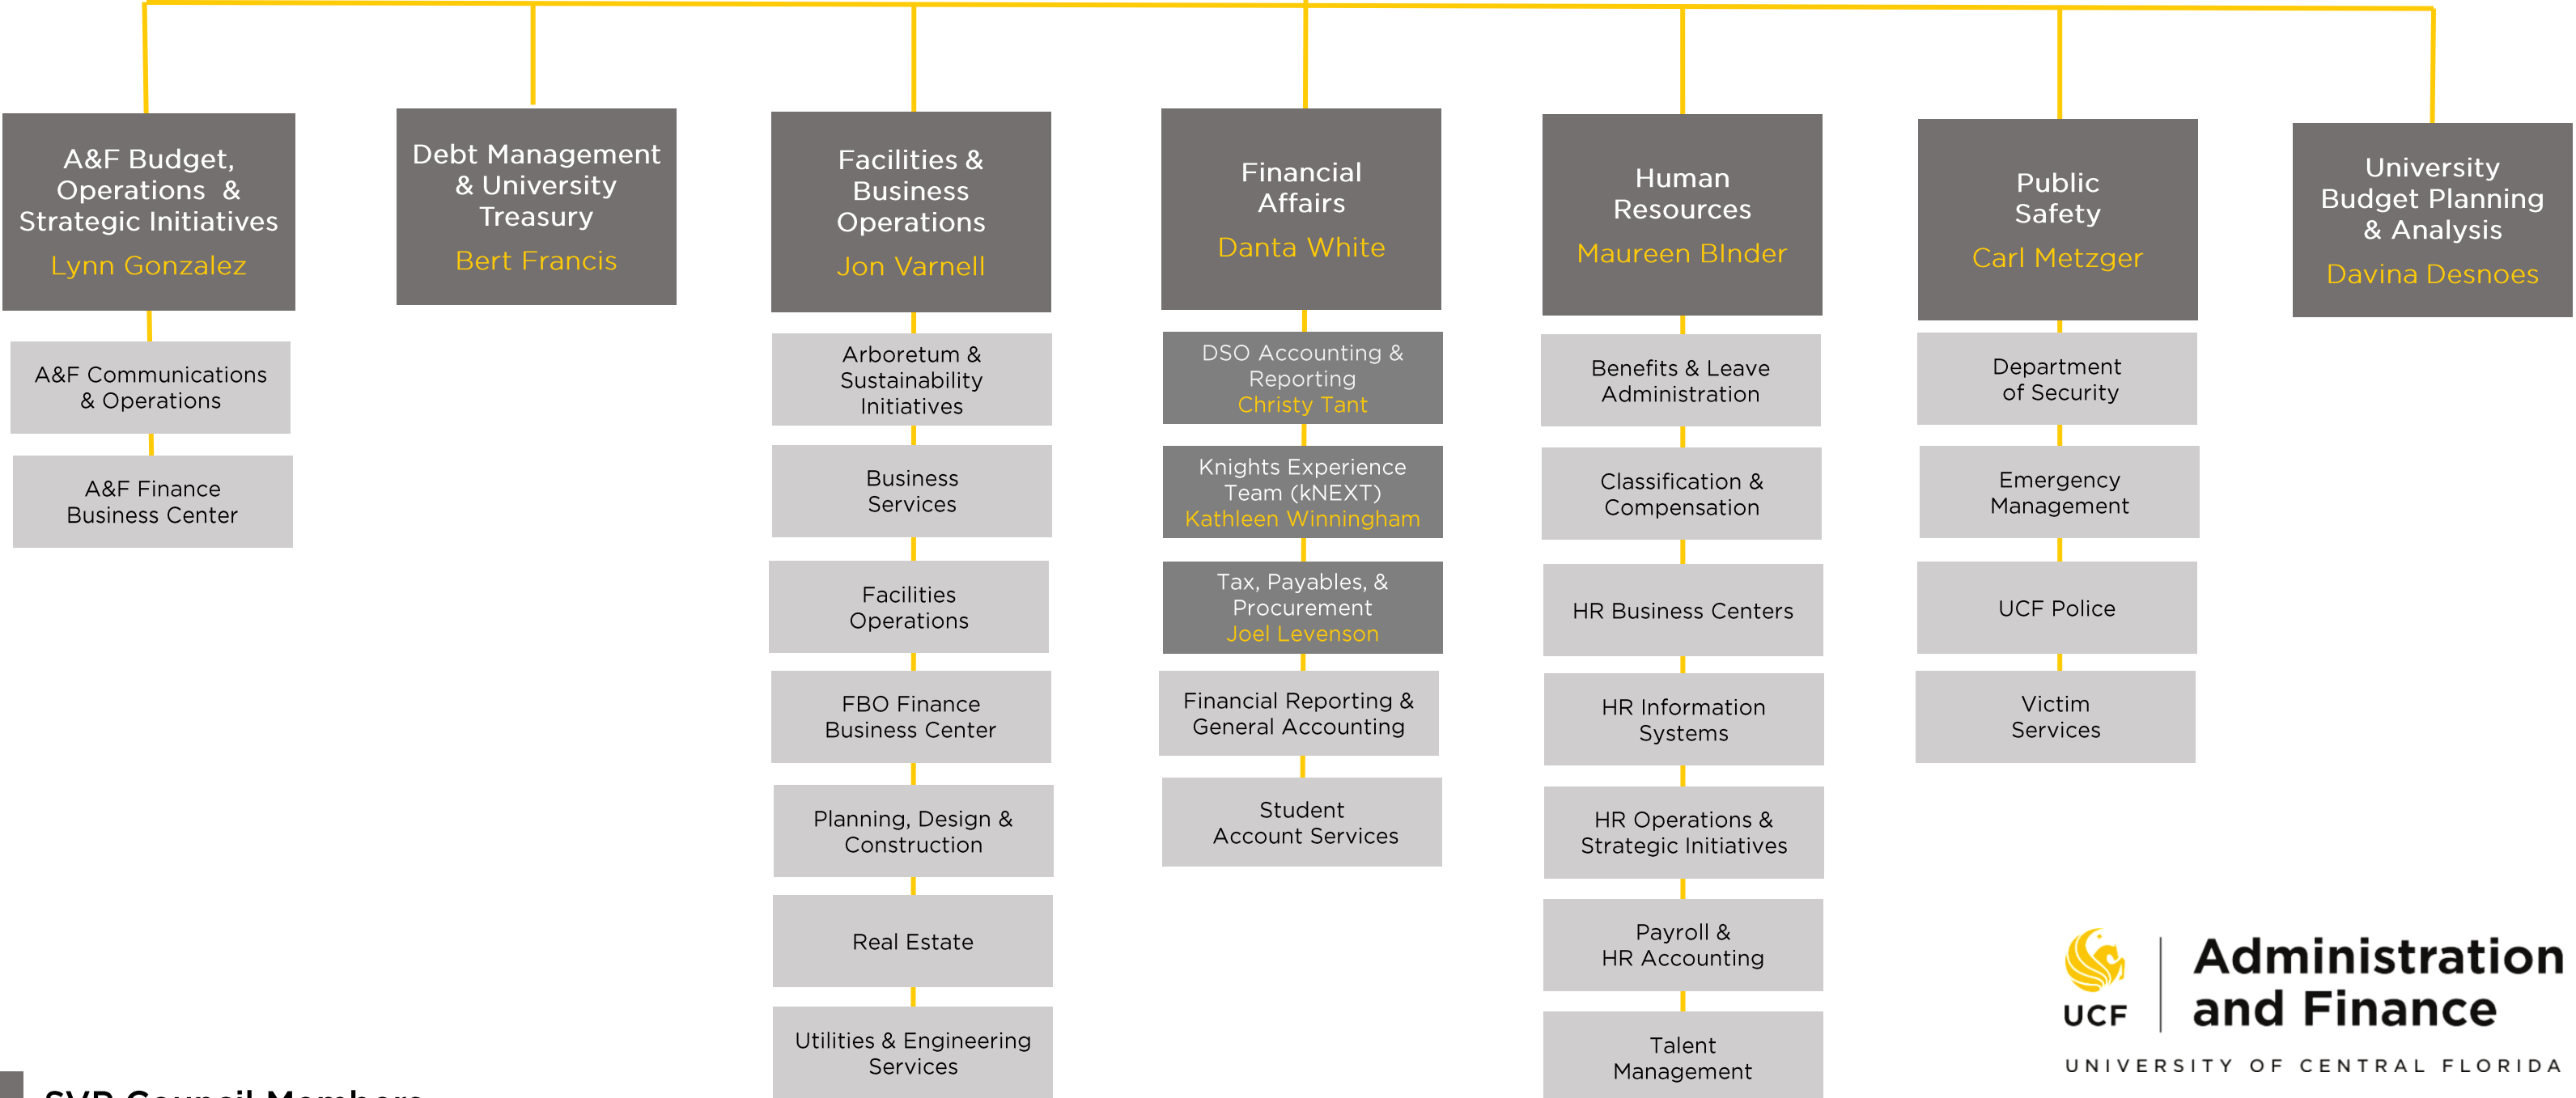 A&F Budget,
Operations &
Strategic Initiatives
Lynn Gonzalez
A&F Communications
& Operations
A&F Finance
Business Center
Debt Management
& University
Treasury
Bert Francis
Facilities &
Business
Operations
Jon Varnell
Arboretum &
Sustainability
Initiatives
Business
Services
Facilities
Operations
FBO Finance
Business Center
Planning, Design &
Construction
Real Estate
Utilities & Engineering
Services
Financial
Affairs
Danta White
DSO Accounting &
Reporting
Christy Tant
Knights Experience
Team (kNEXT)
Kathleen Winningham
Tax, Payables, &
Procurement
Joel Levenson
Financial Reporting &
General Accounting
Student
Account Services
Human
Resources
Maureen BInder
Benefits & Leave
Administration
Classification &
Compensation
HR Business Centers
HR Information
Systems
HR Operations &
Strategic Initiatives
Payroll &
HR Accounting
Talent
Management
Public
Safety
Carl Metzger
Department
of Security
Emergency
Management
UCF Police
Victim
Services
University
Budget Planning
& Analysis
Davina Desnoes
UCF
Administration
and Finance
UNIVERSITY OF CENTRAL FLORIDA
SVP Council Members